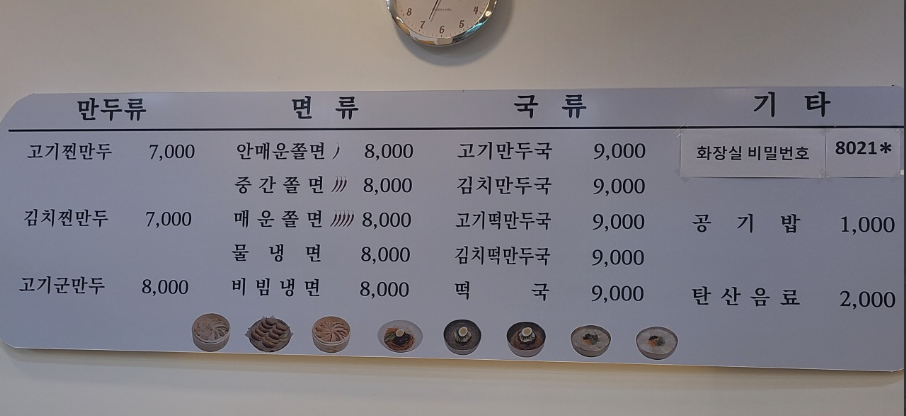 8 7 6 5 4
만두류 면 류 국 류 기 타
고기찐만두 7,000 안매운쫄면 8,000 고기만두국 9,000 화장실 비밀번호 8021*
중간쫄면 8,000 김치만두국 9,000
김치찐만두 7,000 매운쫄면 8,000 고기떡만두국 9,000 공 기 밥 1,000
물 냉 면 8,000 김치떡만두국 9,000
고기군만두 8,000 비빔냉면 8,000 떡 국 9,000 탄산음료 2,000